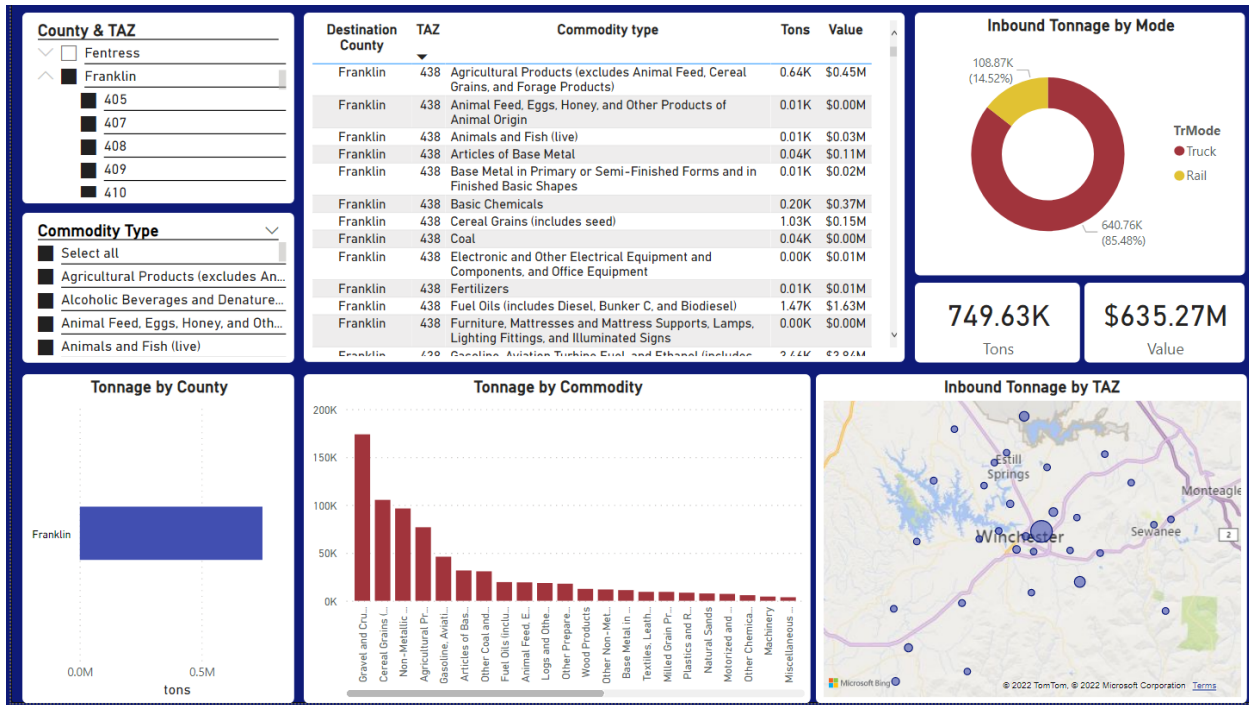 County & TAZ
Fentress
Franklin
405
407
408
409
410
Commodity Type
Select all
Agricultural Products (excludes An...
Alcoholic Beverages and Denature...
Animal Feed, Eggs, Honey, and Oth...
Animals and Fish (live)
Destination County TAZ Commodity type Tons Value
Franklin 438 Agricultural Products (excludes Animal Feed, Cereal
Grains, and Forage Products) 0.64K $0.45M
Franklin 438 Animal Feed, Eggs, Honey, and Other Products of
Animal Origin 0.01K $0.00M
Franklin 438 Animals and Fish (live) 0.01K $0.03M
Franklin 438 Articles of Base Metal 0.04K $0.11M
Franklin 438 Base Metal in Primary or Semi-Finished Forms and in
Finished Basic Shapes 0.01K $0.02M
Franklin 438 Basic Chemicals 0.20K $0.37M
Franklin 438 Cereal Grains (includes seed) 1.03K $0.15M
Franklin 438 Coal 0.04K $0.00M
Franklin 438 Electronic and Other Electrical Equipment and
Components, and Office Equipment 0.00K $0.01M
Franklin 438 Fertilizers 0.01K $0.01M
Franklin 438 Fuel Oils (includes Diesel, Bunker C, and Biodiesel) 1.47K $1.63M
Franklin 438 Furniture, Mattresses and Mattress Supports, Lamps,
Lighting Fittings, and Illuminated Signs 0.00K $0.00M
Franklin 438 Gasoline, Aviation Turbine Fuel, and Ethanol (includes
Inbound Tonnage by Mode
108.87K
(14.52%)
640.76K
(85.48%)
TrMode
Truck
Rail
749.63K
Tons
$635.27M
Value
Tonnage by County
Franklin
0.0M 0.5M
tons
Tonnage by Commodity
200K
150K
100K
50K
0K
Gravel and Cru...
Cereal Grains (...
Non-Metallic ...
Agricultural Pr...
Gasoline, Aviati...
Articles of Bas...
Other Coal and...
Fuel Oils (inclu...
Animal Feed, E...
Logs and Othe...
Other Prepare...
Wood Products
Other Non-Met...
Base Metal in ...
Textiles, Leath...
Milled Grain Pr...
Plastics and R...
Natural Sands
Motorized and ...
Other Chemica...
Machinery
Miscellaneous ...
Inbound Tonnage by TAZ
Estill
Springs
Monteagle
Winchester
Sewanee
2
Microsoft Bing
© 2022 TomTom, © 2022 Microsoft Corporation Terms